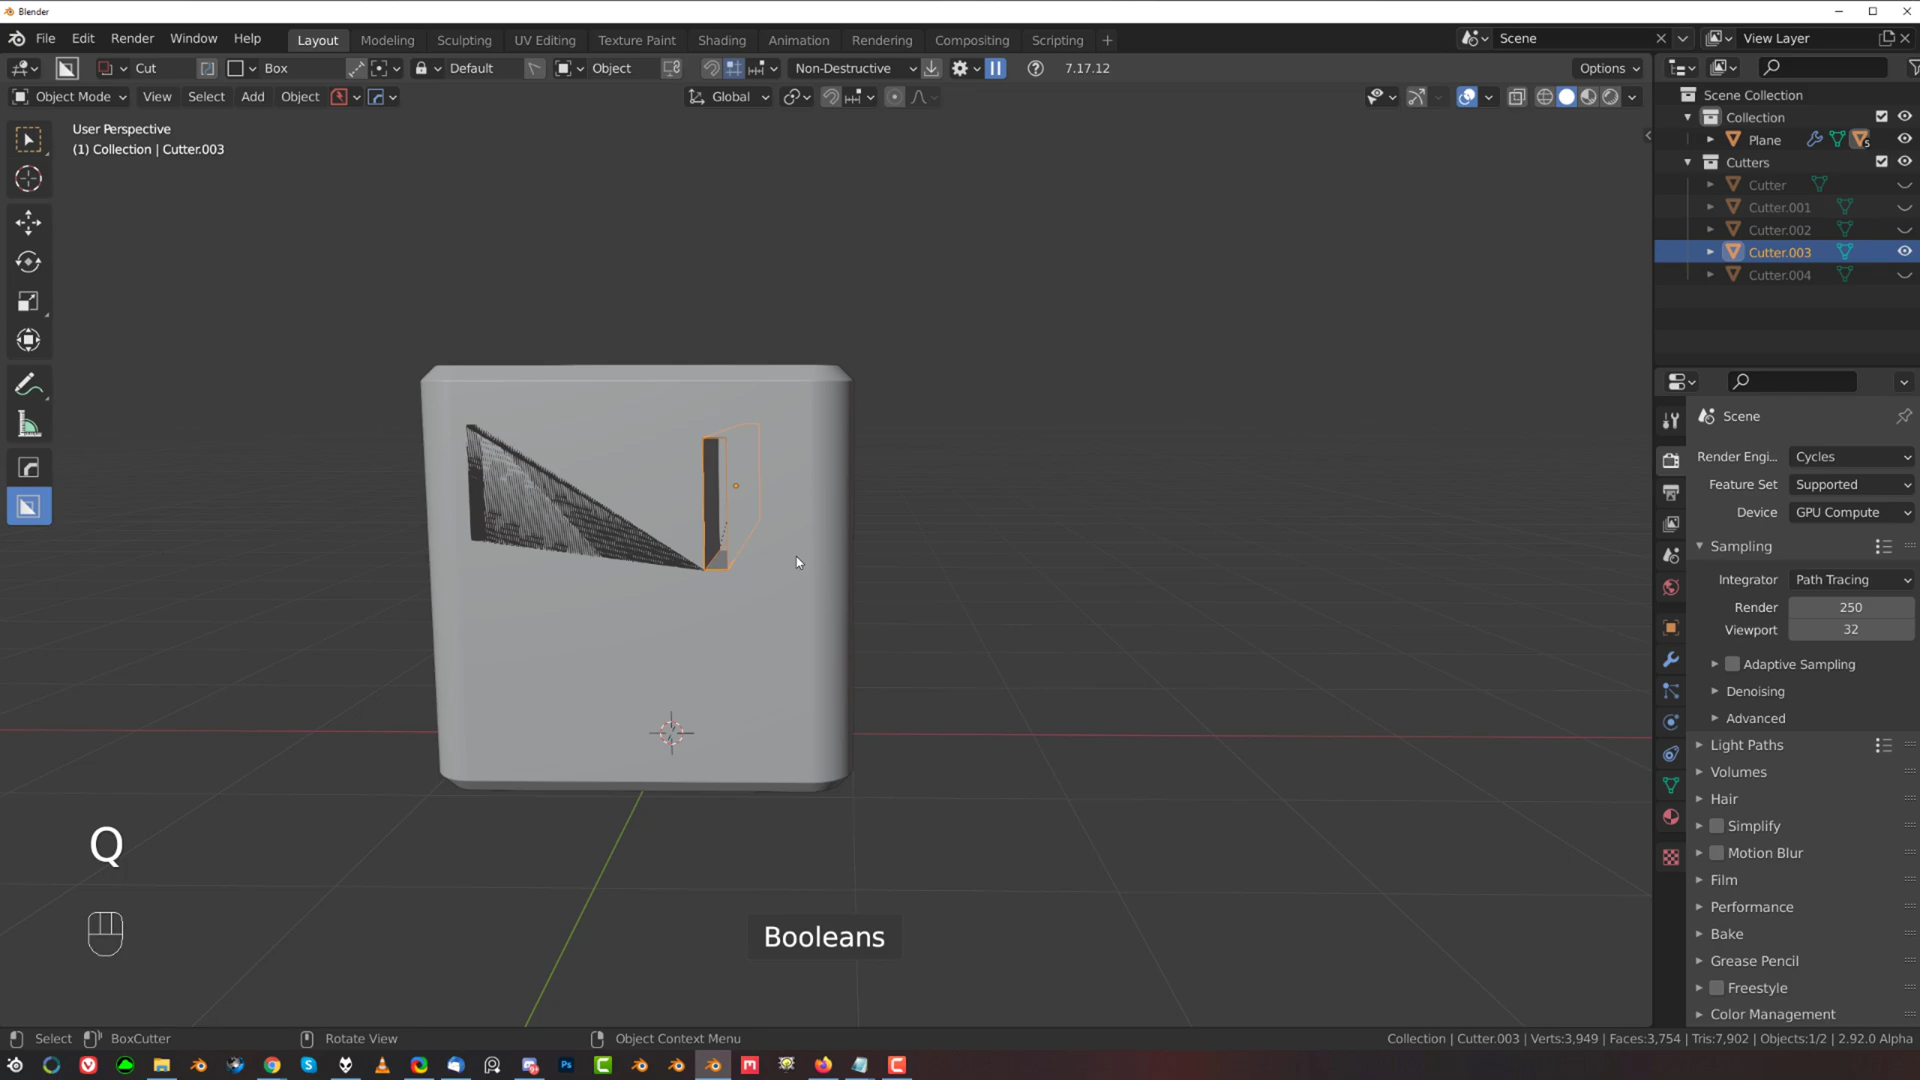 Blender
File Edit Render Window Help Layout Modeling Sculpting UV Editing Texture Paint Shading Animation Rendering Compositing Scripting + Scene View Layer
Cut Box Default Object Non-Destructive 7.17.12 Options
Object Mode View Select Add Object Global
User Perspective
(1) Collection | Cutter.003
Scene Collection
Collection
Plane 5
Cutters
Cutter
Cutter.001
Cutter.002
Cutter.003
Cutter.004
Scene
Render Engi... Cycles
Feature Set Supported
Device GPU Compute
Sampling
Integrator Path Tracing
Render 250
Viewport 32
Adaptive Sampling
Denoising
Advanced
Light Paths
Volumes
Hair
Simplify
Motion Blur
Film
Performance
Bake
Grease Pencil
Freestyle
Color Management
Q
Booleans
Select BoxCutter Rotate View Object Context Menu Collection | Cutter.003 | Verts:3,949 | Faces:3,754 | Tris:7,902 | Objects:1/2 | 2.92.0 Alpha